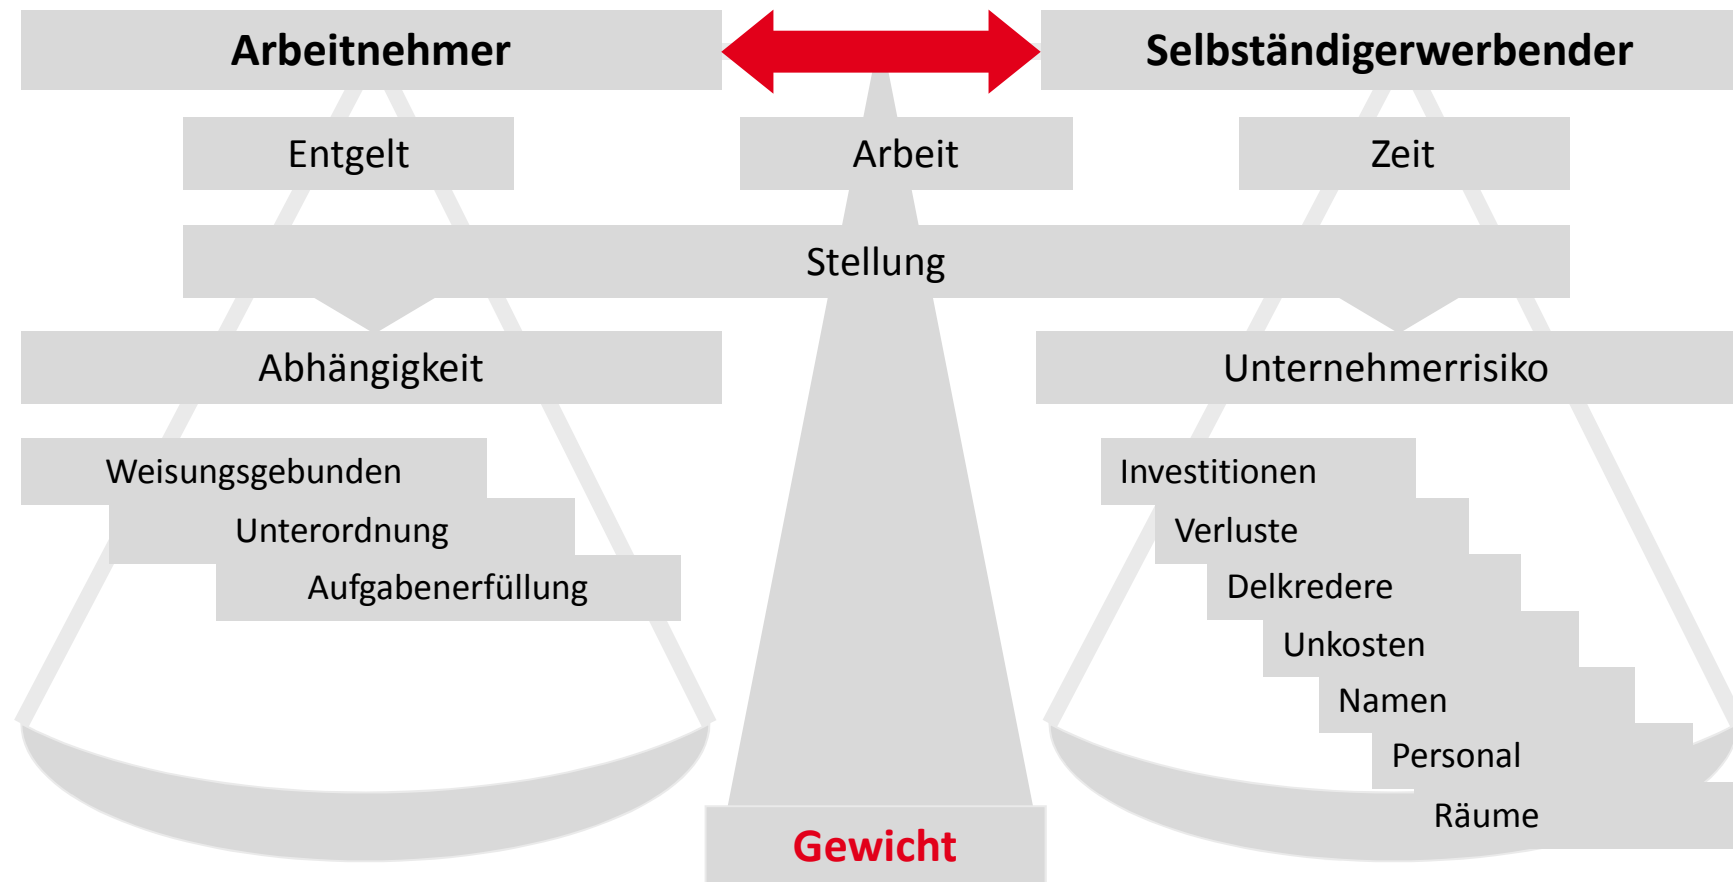 Arbeitnehmer
Selbständigerwerbender
Entgelt
Arbeit
Zeit
Stellung
Abhängigkeit
Unternehmerrisiko
Weisungsgebunden
Unterordnung
Aufgabenerfüllung
Investitionen
Verluste
Delkredere
Unkosten
Namen
Personal
Räume
Gewicht